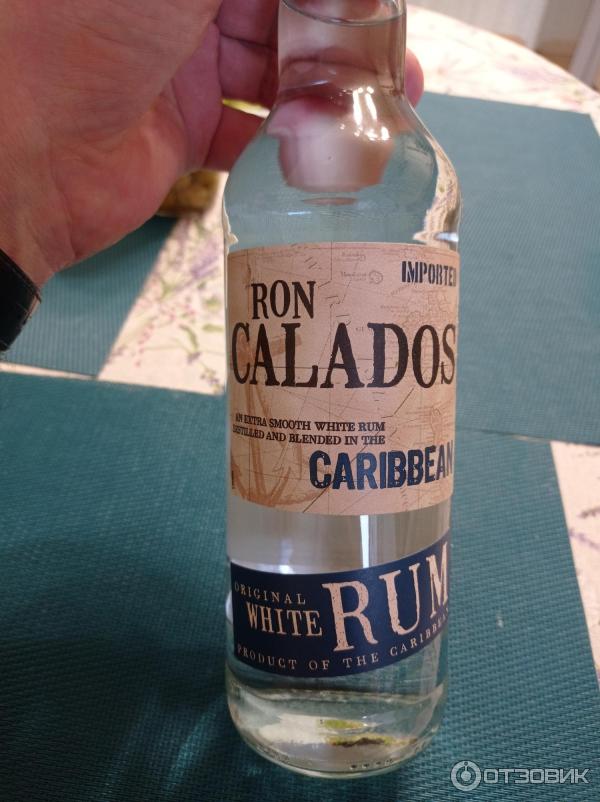 IMPORTED
RON
CALADOS
AN EXTRA SMOOTH WHITE RUM
DISTILLED AND BLENDED IN THE
CARIBBEAN
ORIGINAL
WHITE RUM
PRODUCT OF THE CARIBBEAN
ОТЗОВИК